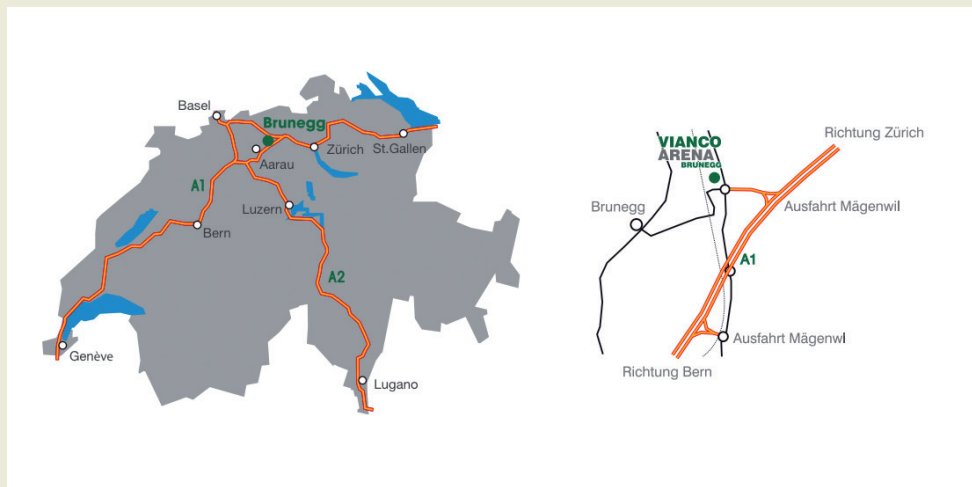 Basel
Brunegg
Zürich
St.Gallen
Aarau
A1
Luzern
Bern
A2
Genève
Lugano
VIANCO
ARENA
BRUNEGG
Richtung Zürich
Brunegg
Ausfahrt Mägenwil
A1
Ausfahrt Mägenwl
Richtung Bern